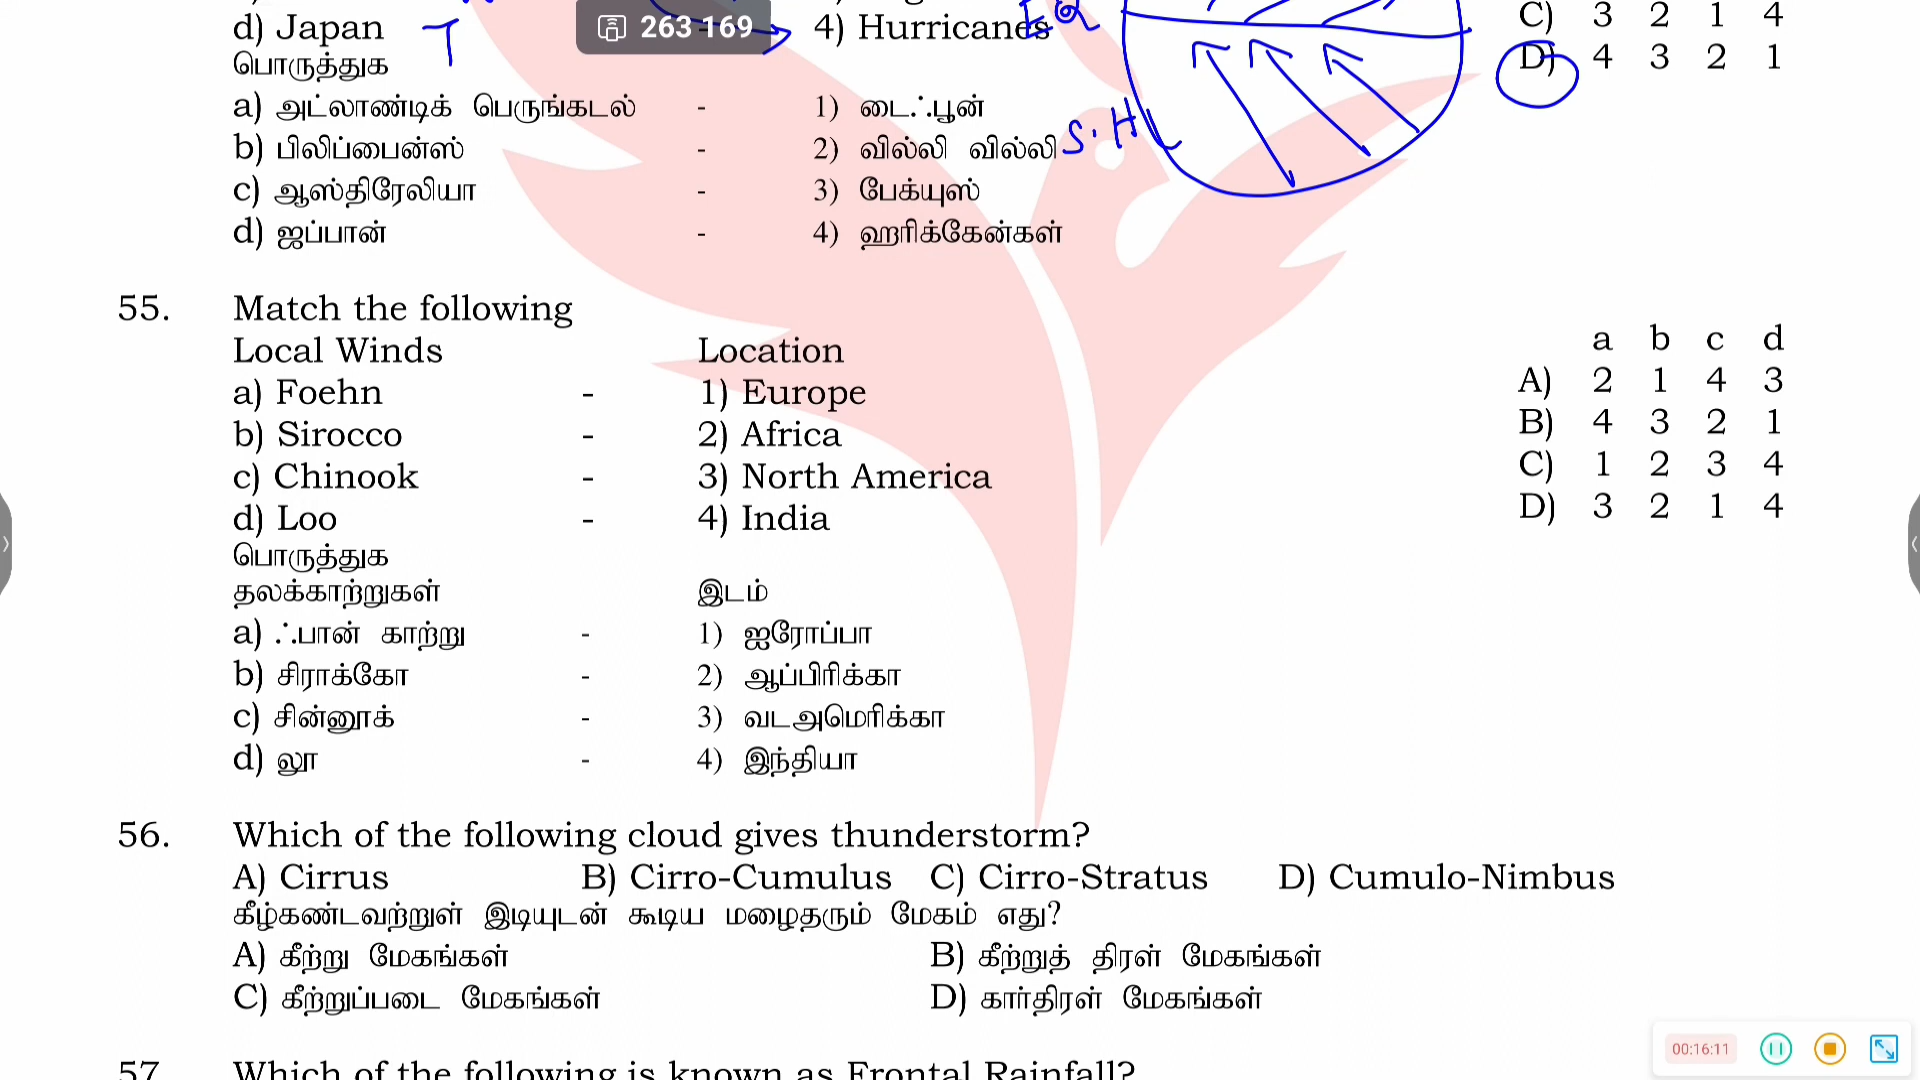 d) Japan
4) Hurricanes
C) 3 2 1 4
D) 4 3 2 1
263 169
T
EQ
S.H
பொருத்துக
a) அட்லாண்டிக் பெருங்கடல் - 1) டைஃபூன்
b) பிலிப்பைன்ஸ் - 2) வில்லி வில்லி
c) ஆஸ்திரேலியா - 3) பேக்யுஸ்
d) ஜப்பான் - 4) ஹரிக்கேன்கள்
55. Match the following
Local Winds Location
a) Foehn - 1) Europe
b) Sirocco - 2) Africa
c) Chinook - 3) North America
d) Loo - 4) India
a b c d
A) 2 1 4 3
B) 4 3 2 1
C) 1 2 3 4
D) 3 2 1 4
பொருத்துக
தலக்காற்றுகள் இடம்
a) ஃபான் காற்று - 1) ஐரோப்பா
b) சிராக்கோ - 2) ஆப்பிரிக்கா
c) சின்னூக் - 3) வடஅமெரிக்கா
d) லூ - 4) இந்தியா
56. Which of the following cloud gives thunderstorm?
A) Cirrus B) Cirro-Cumulus C) Cirro-Stratus D) Cumulo-Nimbus
கீழ்கண்டவற்றுள் இடியுடன் கூடிய மழைதரும் மேகம் எது?
A) கீற்று மேகங்கள் B) கீற்றுத் திரள் மேகங்கள்
C) கீற்றுப்படை மேகங்கள் D) கார்திரள் மேகங்கள்
57 Which of the following is known as Frontal Rainfall?
00:16:11